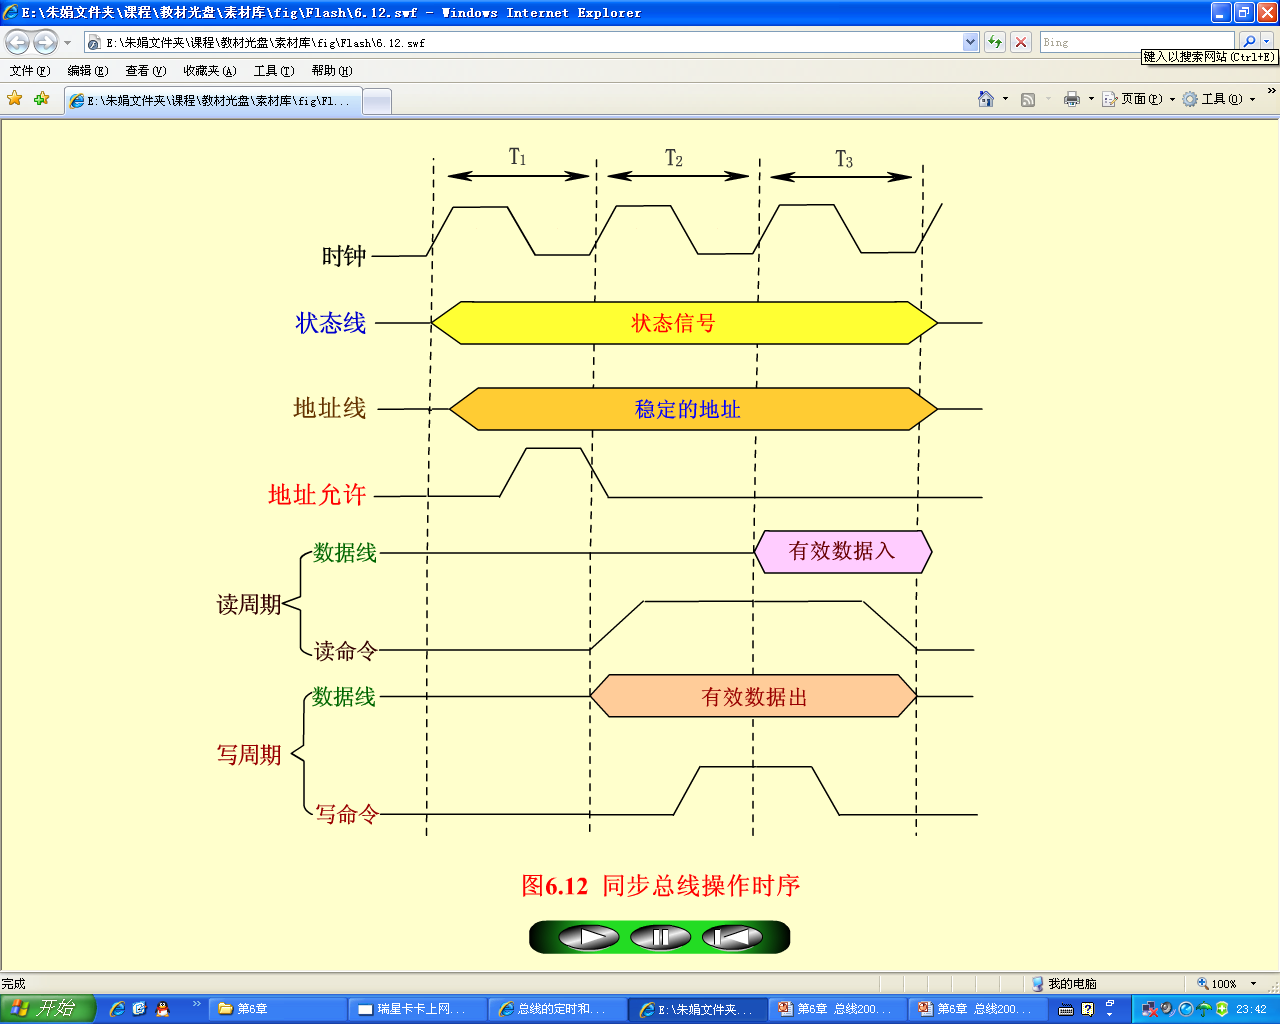 E:\朱娟文件夹\课程\教材光盘\素材库\fig\Flash\6.12.swf - Windows Internet Explorer
E:\朱娟文件夹\课程\教材光盘\素材库\fig\Flash\6.12.swf
Bing
键入以搜索网站(Ctrl+E)
文件(F) 编辑(E) 查看(V) 收藏夹(A) 工具(T) 帮助(H)
E:\朱娟文件夹\课程\教材光盘\素材库\fig\Fl...
页面(P) 工具(O) »
T1 T2 T3
时钟
状态线 状态信号
地址线 稳定的地址
地址允许
数据线 有效数据入
读周期
读命令
数据线 有效数据出
写周期
写命令
图6.12 同步总线操作时序
完成 我的电脑 100%
开始 » 第6章 瑞星卡卡上网... 总线的定时和... E:\朱娟文件夹... 第6章 总线200... 第6章 总线200... 23:42